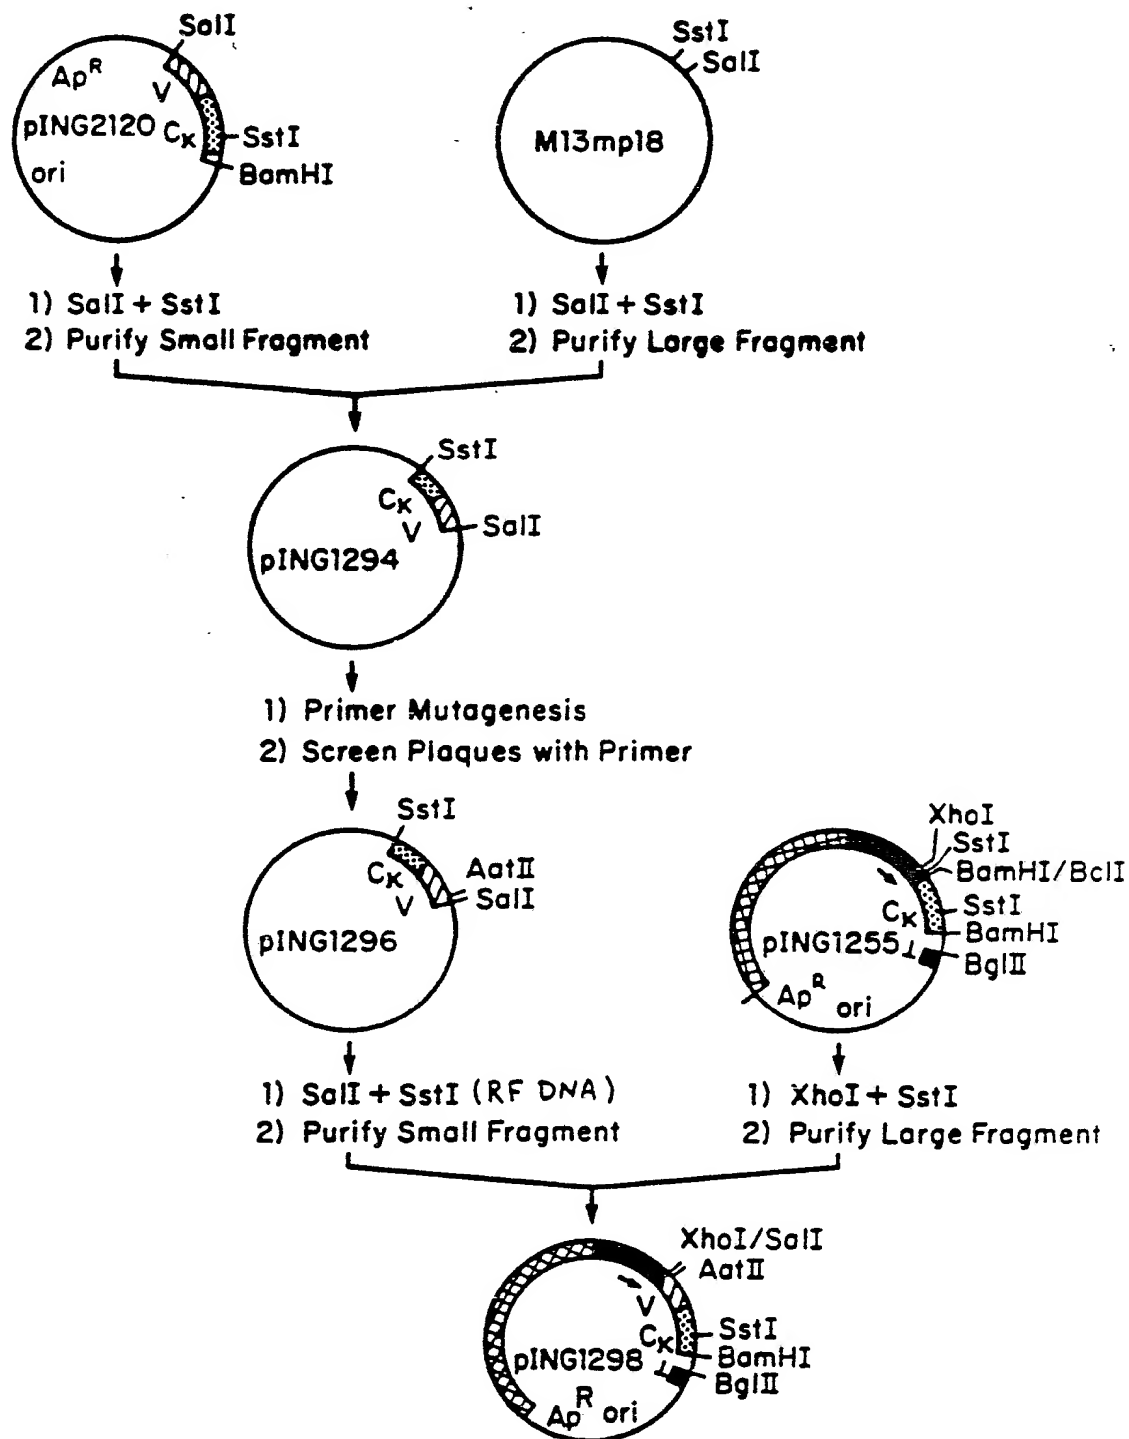 SalI
Ap^R
V
pING2120
C_K
SstI
ori
BamHI
SstI
SalI
M13mp18
1) SalI + SstI
2) Purify Small Fragment
1) SalI + SstI
2) Purify Large Fragment
SstI
C_K
V
SalI
pING1294
1) Primer Mutagenesis
2) Screen Plaques with Primer
SstI
C_K
AatII
V
SalI
pING1296
XhoI
SstI
BamHI/BclI
C_K
SstI
pING1255
BamHI
BglII
Ap^R
ori
1) SalI + SstI (RF DNA)
2) Purify Small Fragment
1) XhoI + SstI
2) Purify Large Fragment
XhoI/SalI
AatII
V
C_K
SstI
pING1298
BamHI
BglII
Ap^R ori